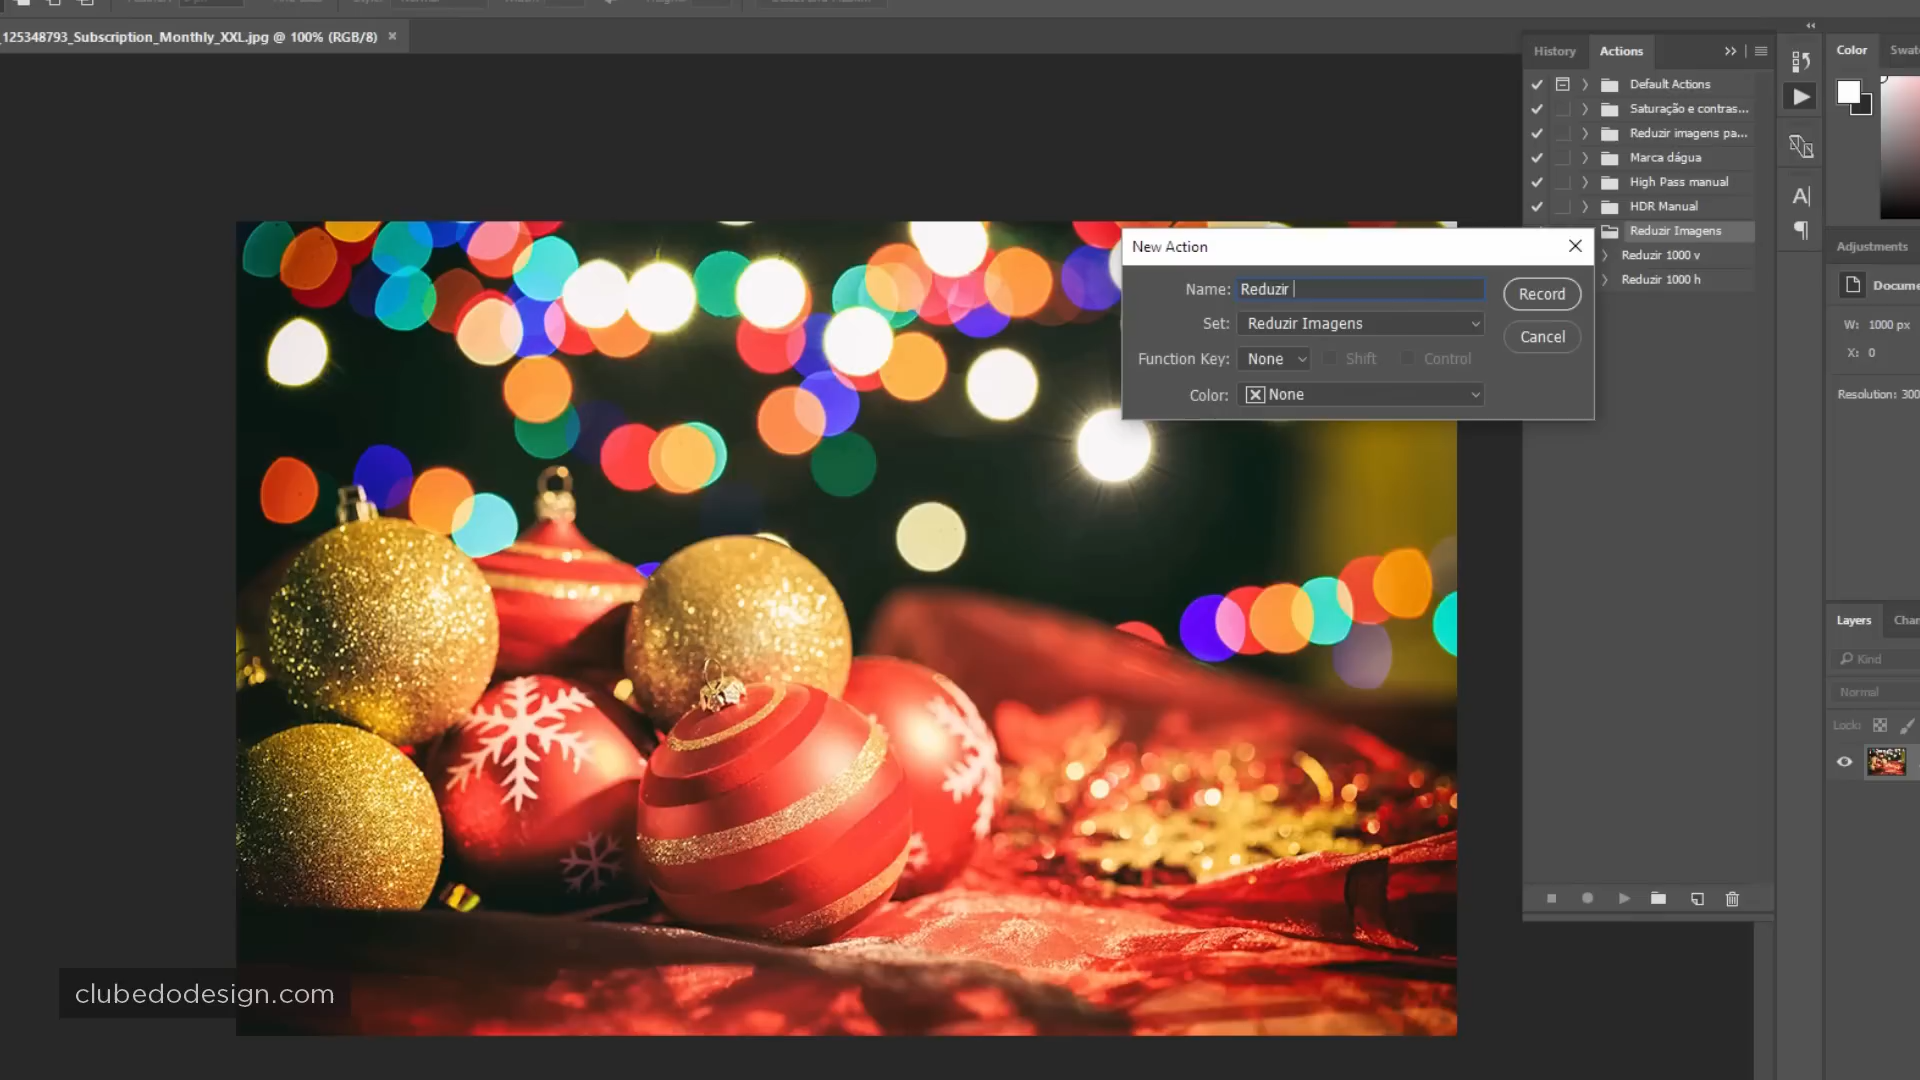 _125348793_Subscription_Monthly_XXL.jpg @ 100% (RGB/8) ×
History
Actions
Default Actions
Saturação e contras...
Reduzir imagens pa...
Marca dágua
High Pass manual
HDR Manual
Reduzir Imagens
Reduzir 1000 v
Reduzir 1000 h
New Action
Name: Reduzir
Set: Reduzir Imagens
Function Key: None Shift Control
Color: None
Record
Cancel
Color
Swatc
Adjustments
Docume
W: 1000 px
X: 0
Resolution: 300
Layers
Chan
Kind
Normal
Lock:
clubedodesign.com